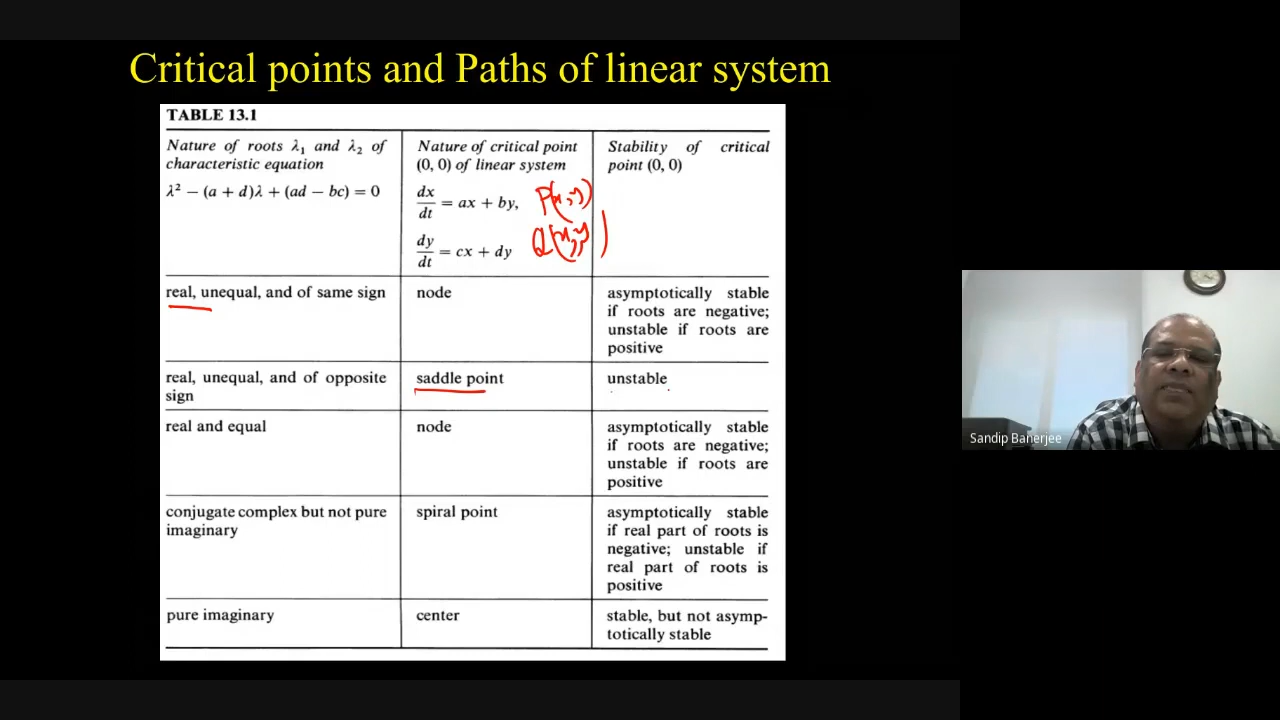 Critical points and Paths of linear system
TABLE 13.1
Nature of roots λ₁ and λ₂ of
characteristic equation
λ² − (a + d)λ + (ad − bc) = 0
Nature of critical point
(0, 0) of linear system
dx/dt = ax + by,
P(x,y)
dy/dt = cx + dy
Q(x,y)
Stability of critical
point (0, 0)
real, unequal, and of same sign
node
asymptotically stable
if roots are negative;
unstable if roots are
positive
real, unequal, and of opposite
sign
saddle point
unstable
real and equal
node
asymptotically stable
if roots are negative;
unstable if roots are
positive
conjugate complex but not pure
imaginary
spiral point
asymptotically stable
if real part of roots is
negative; unstable if
real part of roots is
positive
pure imaginary
center
stable, but not asymp-
totically stable
Sandip Banerjee